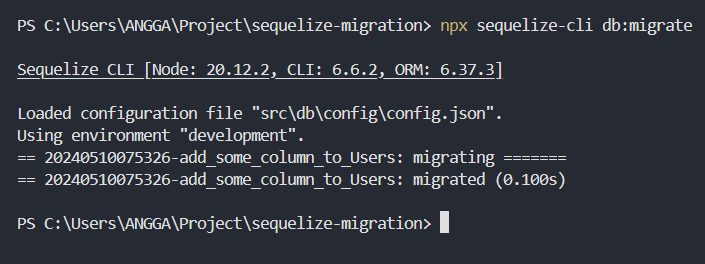 PS C:\Users\ANGGA\Project\sequelize-migration> npx sequelize-cli db:migrate
Sequelize CLI [Node: 20.12.2, CLI: 6.6.2, ORM: 6.37.3]
Loaded configuration file "src\db\config\config.json".
Using environment "development".
== 20240510075326-add_some_column_to_Users: migrating =======
== 20240510075326-add_some_column_to_Users: migrated (0.100s)
PS C:\Users\ANGGA\Project\sequelize-migration>